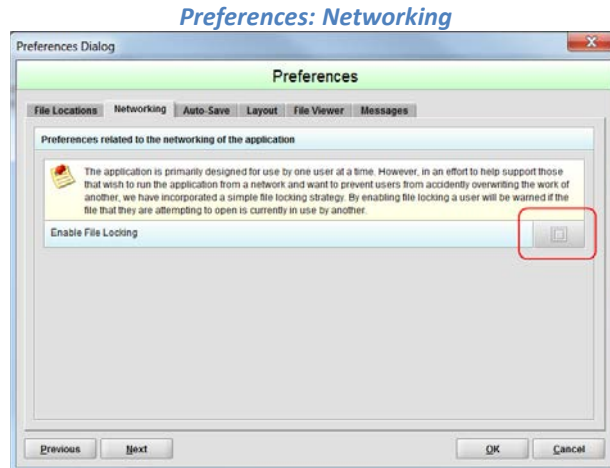 Preferences: Networking
Preferences Dialog
Preferences
File Locations Networking Auto-Save Layout File Viewer Messages
Preferences related to the networking of the application
The application is primarily designed for use by one user at a time. However, in an effort to help support those
that wish to run the application from a network and want to prevent users from accidently overwriting the work of
another, we have incorporated a simple file locking strategy. By enabling file locking a user will be warned if the
file that they are attempting to open is currently in use by another.
Enable File Locking
Previous Next OK Cancel